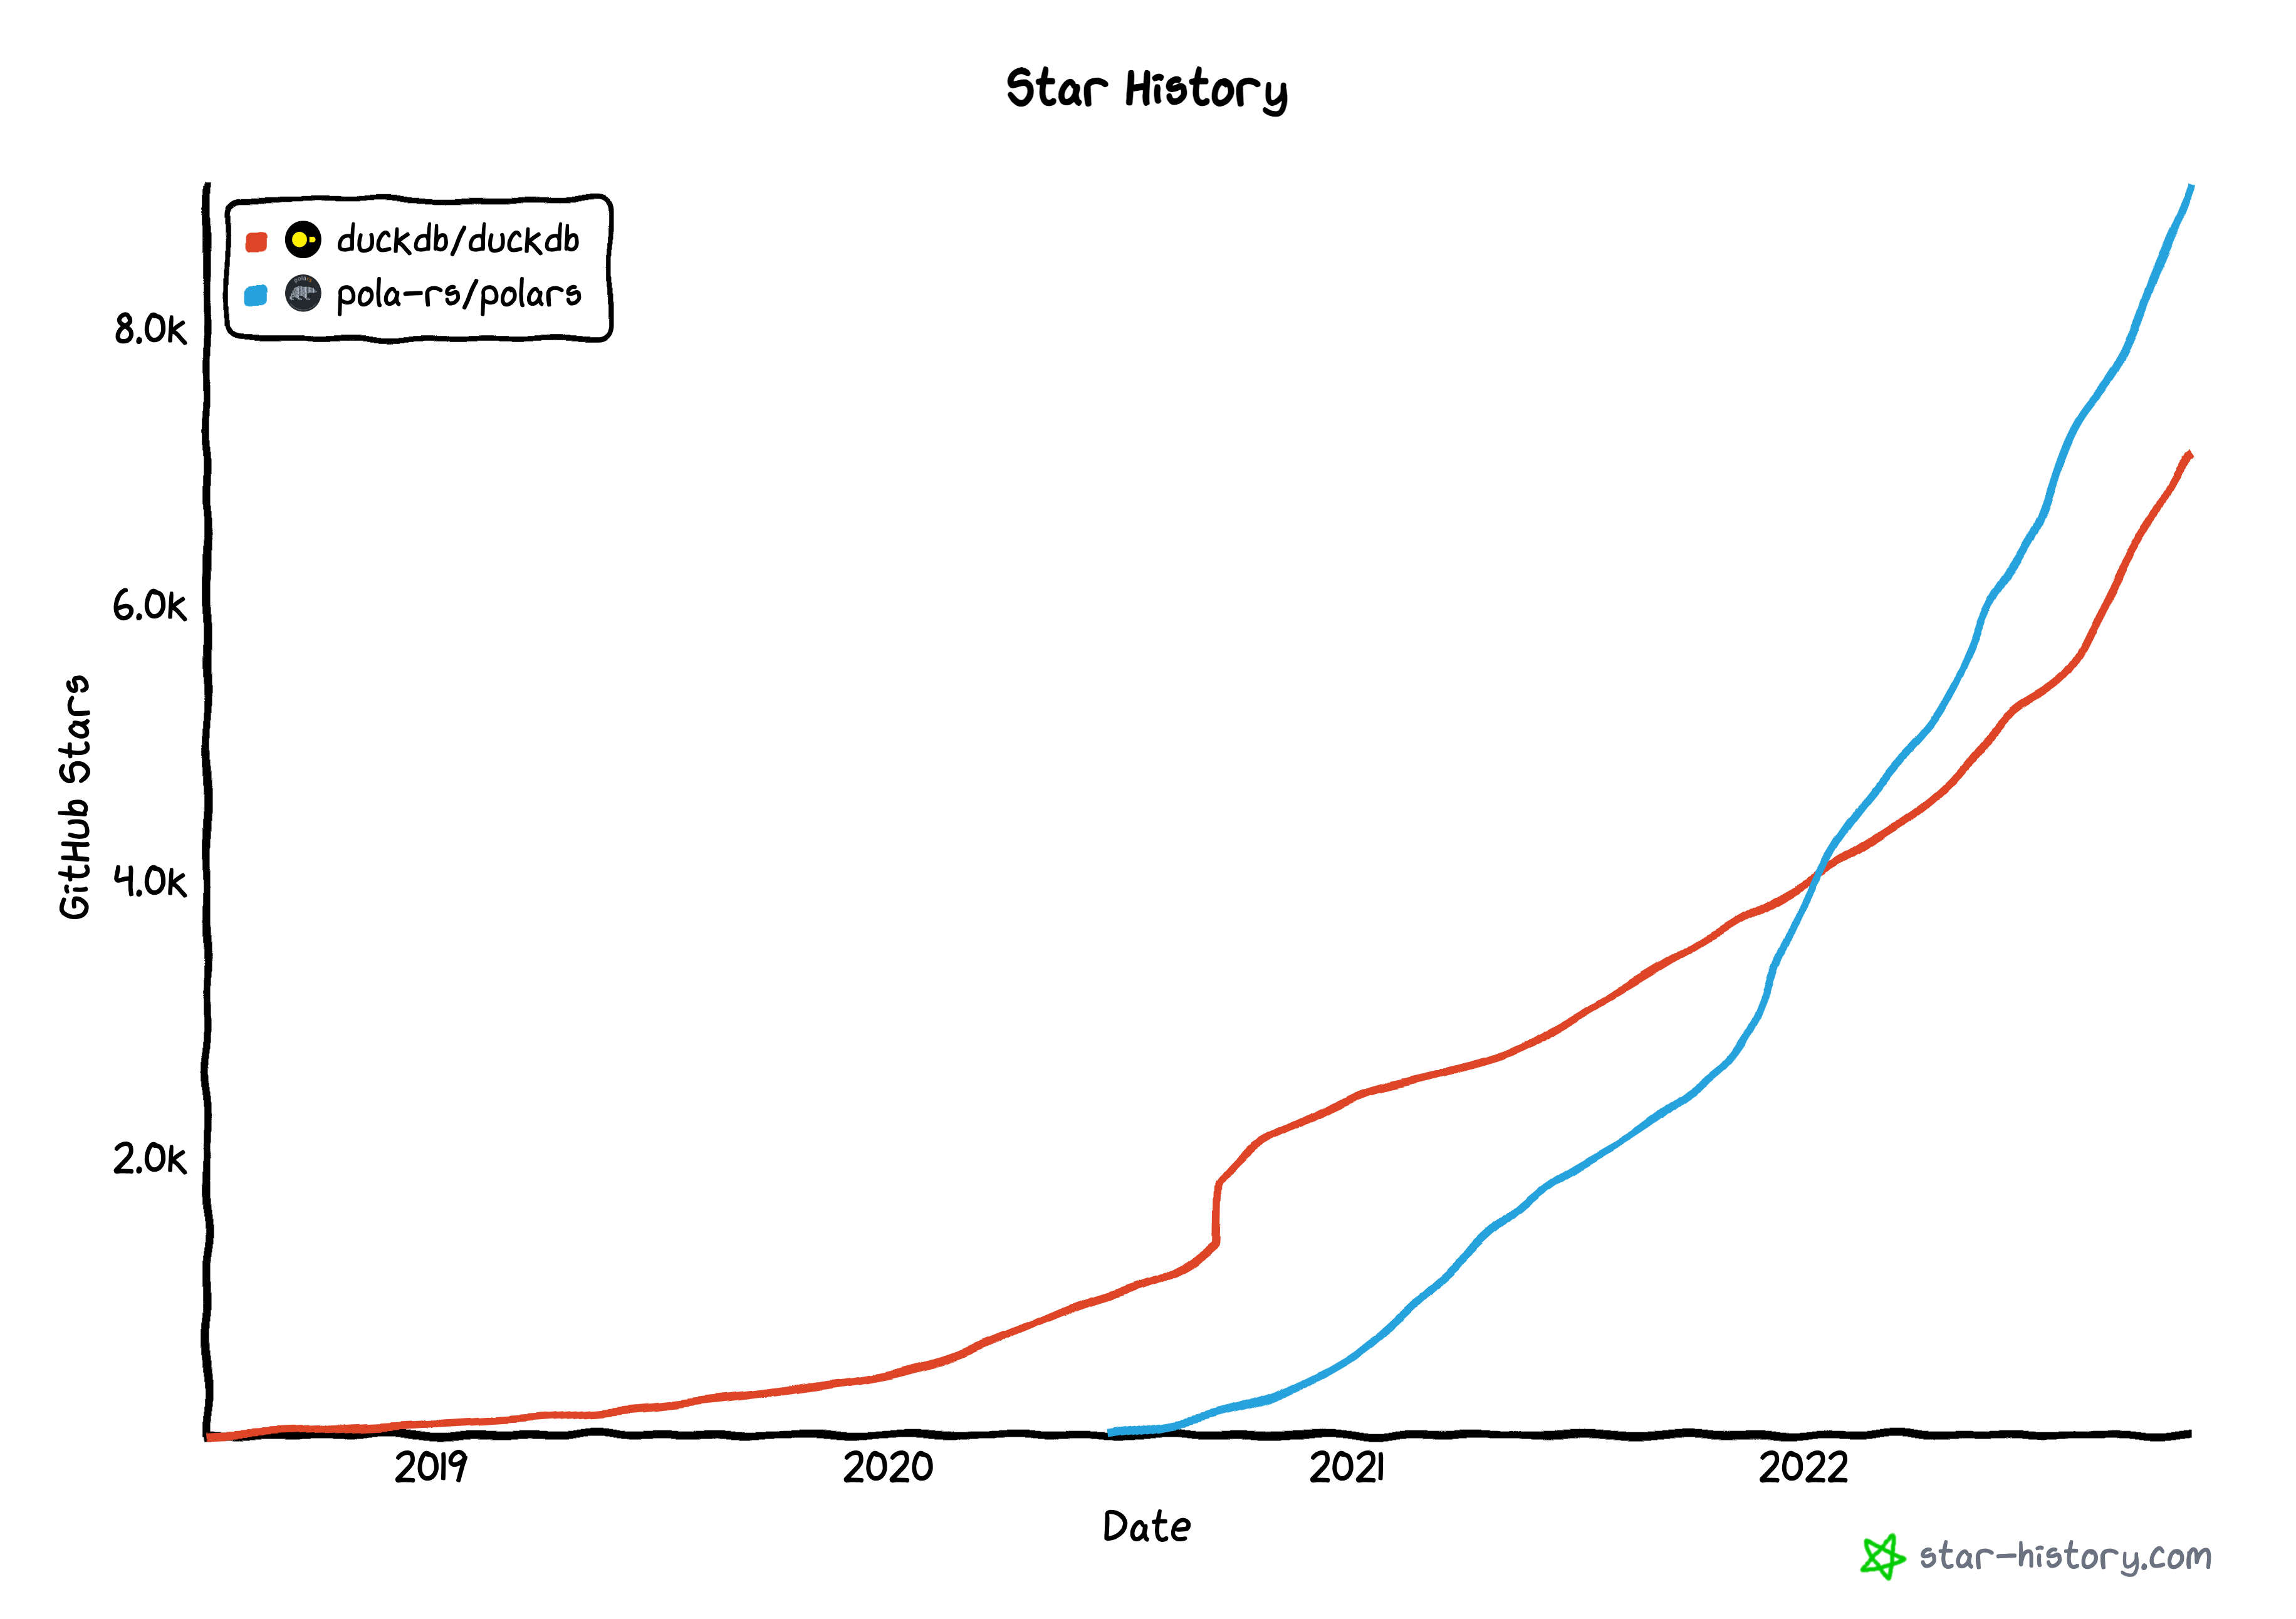 Star History
duckdb/duckdb
pola-rs/polars
8.0K
6.0K
4.0K
2.0K
GitHub Stars
2019 2020 2021 2022
Date
star-history.com